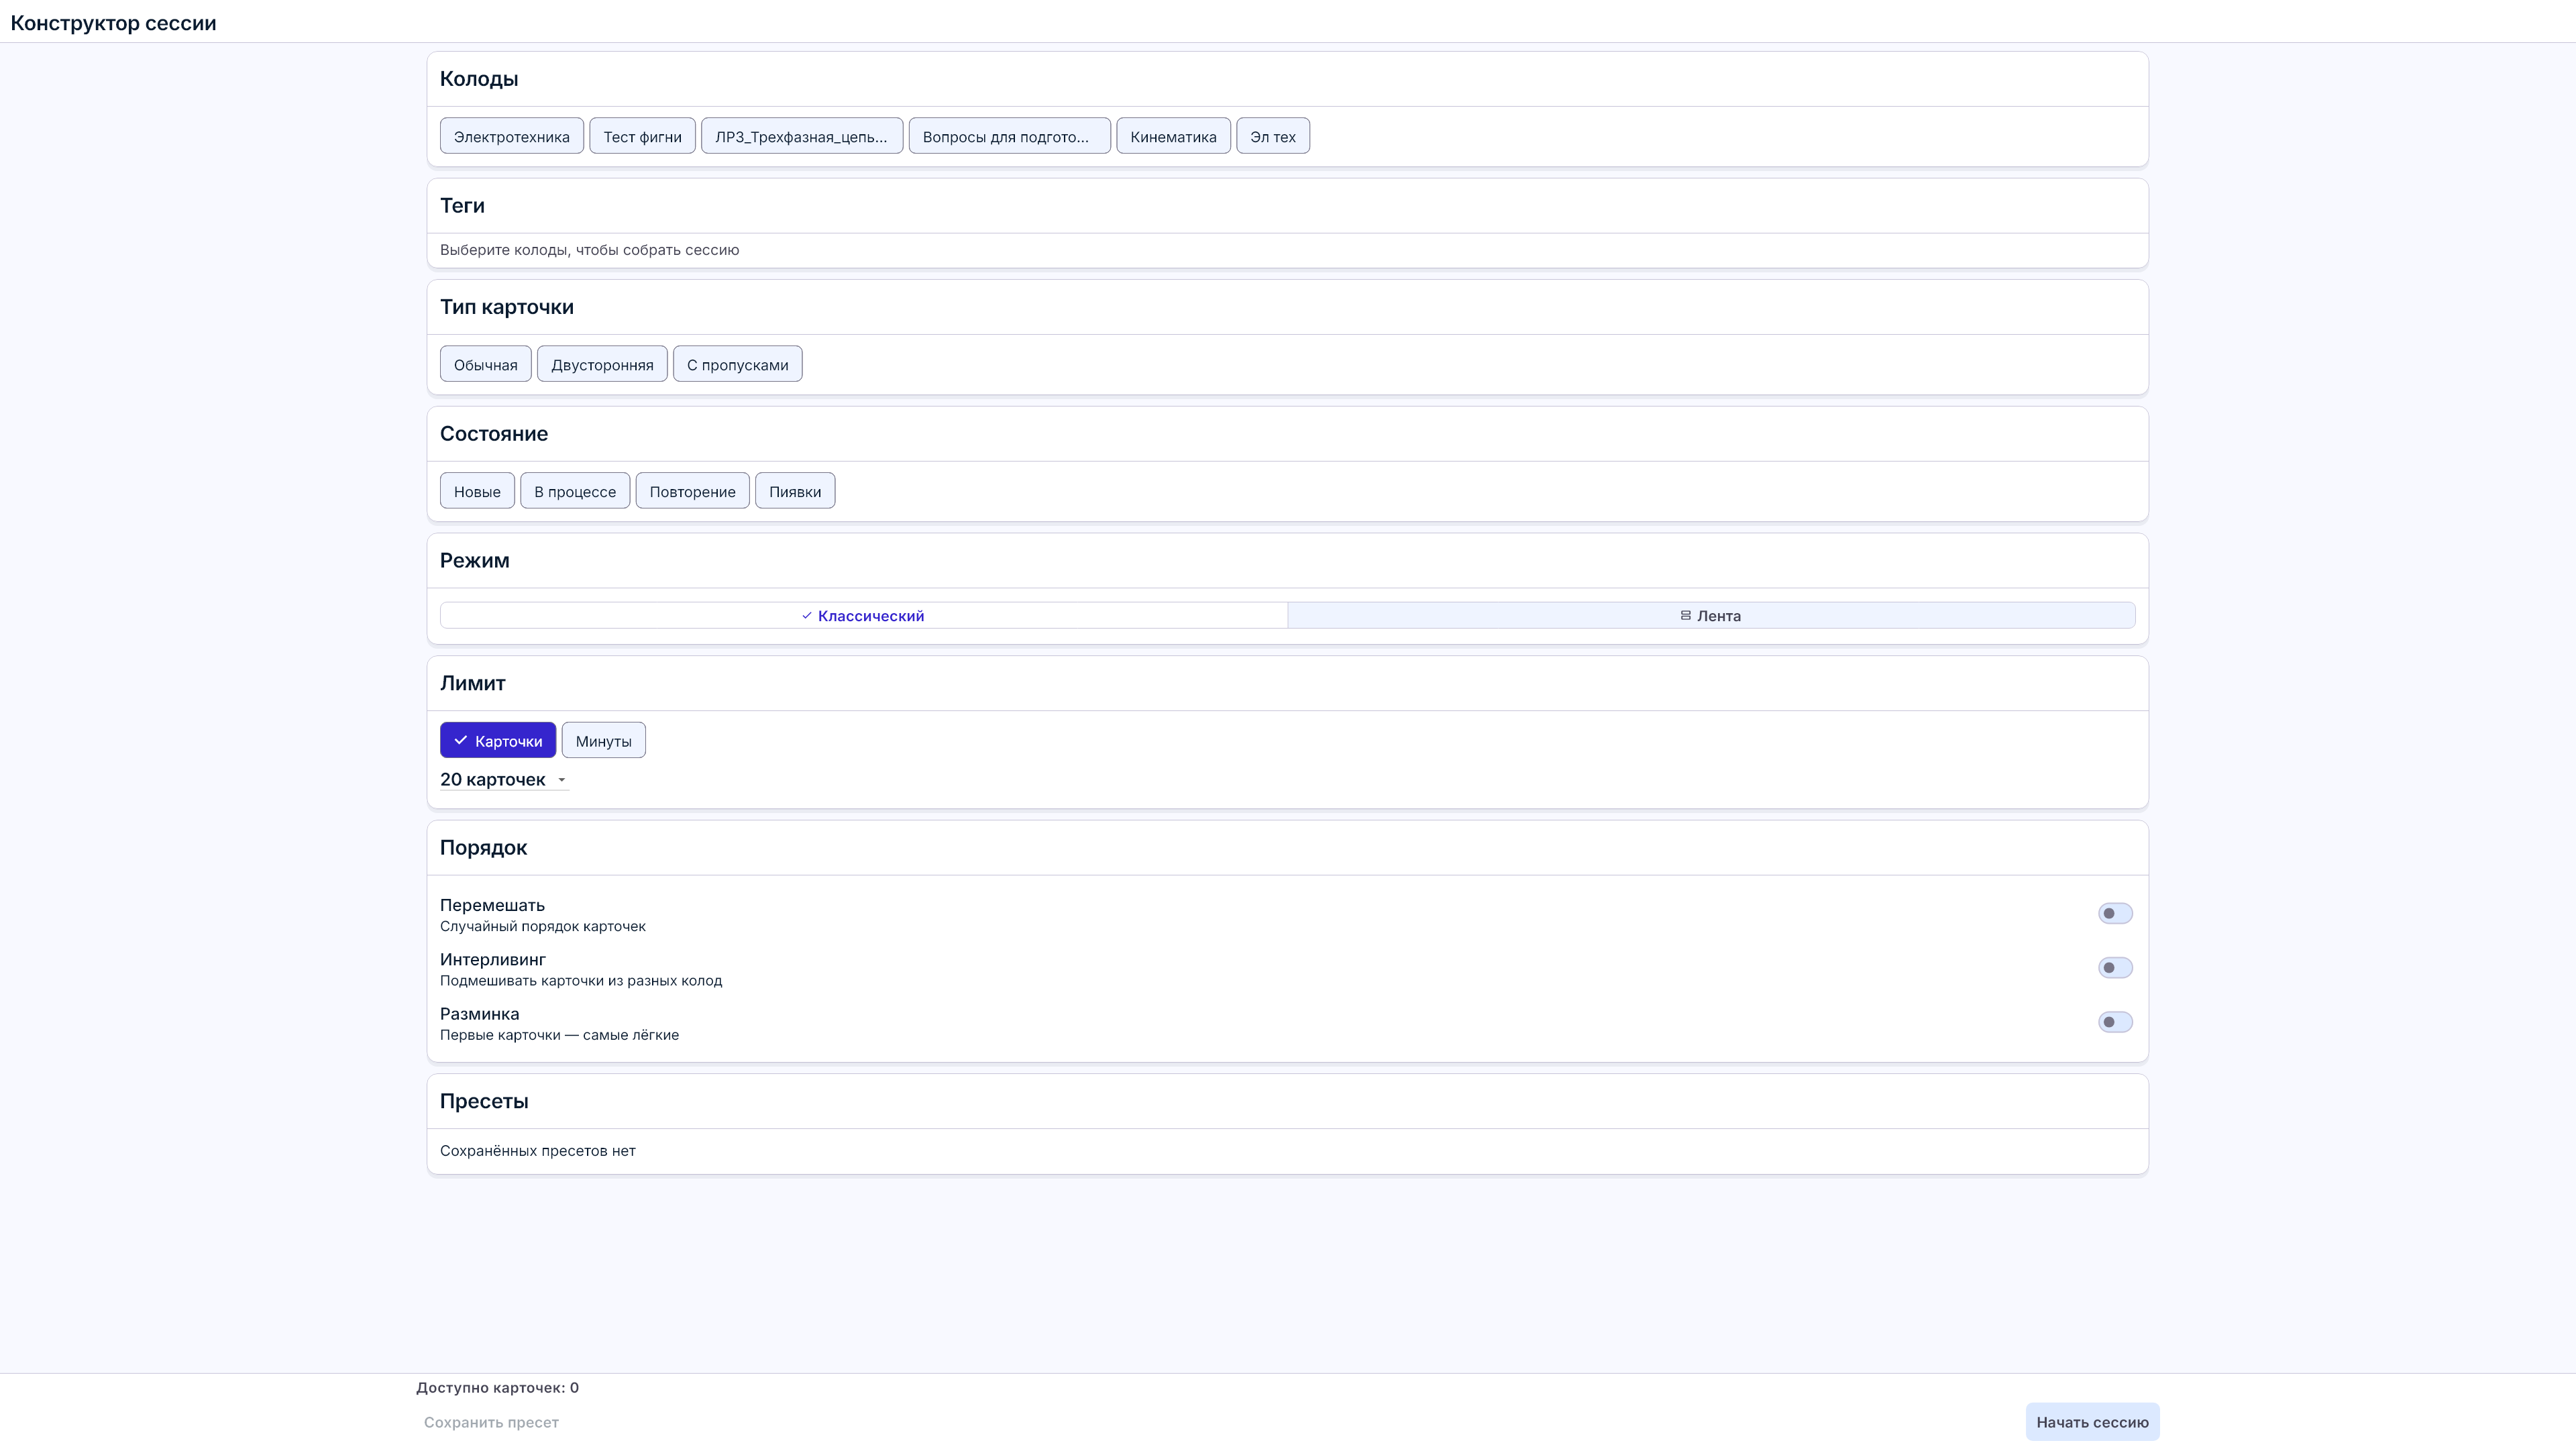 Конструктор сессии
Колоды
Электротехника Тест фигни ЛР3_Трехфазная_цепь... Вопросы для подгото... Кинематика Эл тех
Теги
Выберите колоды, чтобы собрать сессию
Тип карточки
Обычная Двусторонняя С пропусками
Состояние
Новые В процессе Повторение Пиявки
Режим
Классический Лента
Лимит
Карточки Минуты
20 карточек
Порядок
Перемешать
Случайный порядок карточек
Интерливинг
Подмешивать карточки из разных колод
Разминка
Первые карточки — самые лёгкие
Пресеты
Сохранённых пресетов нет
Доступно карточек: 0
Сохранить пресет Начать сессию